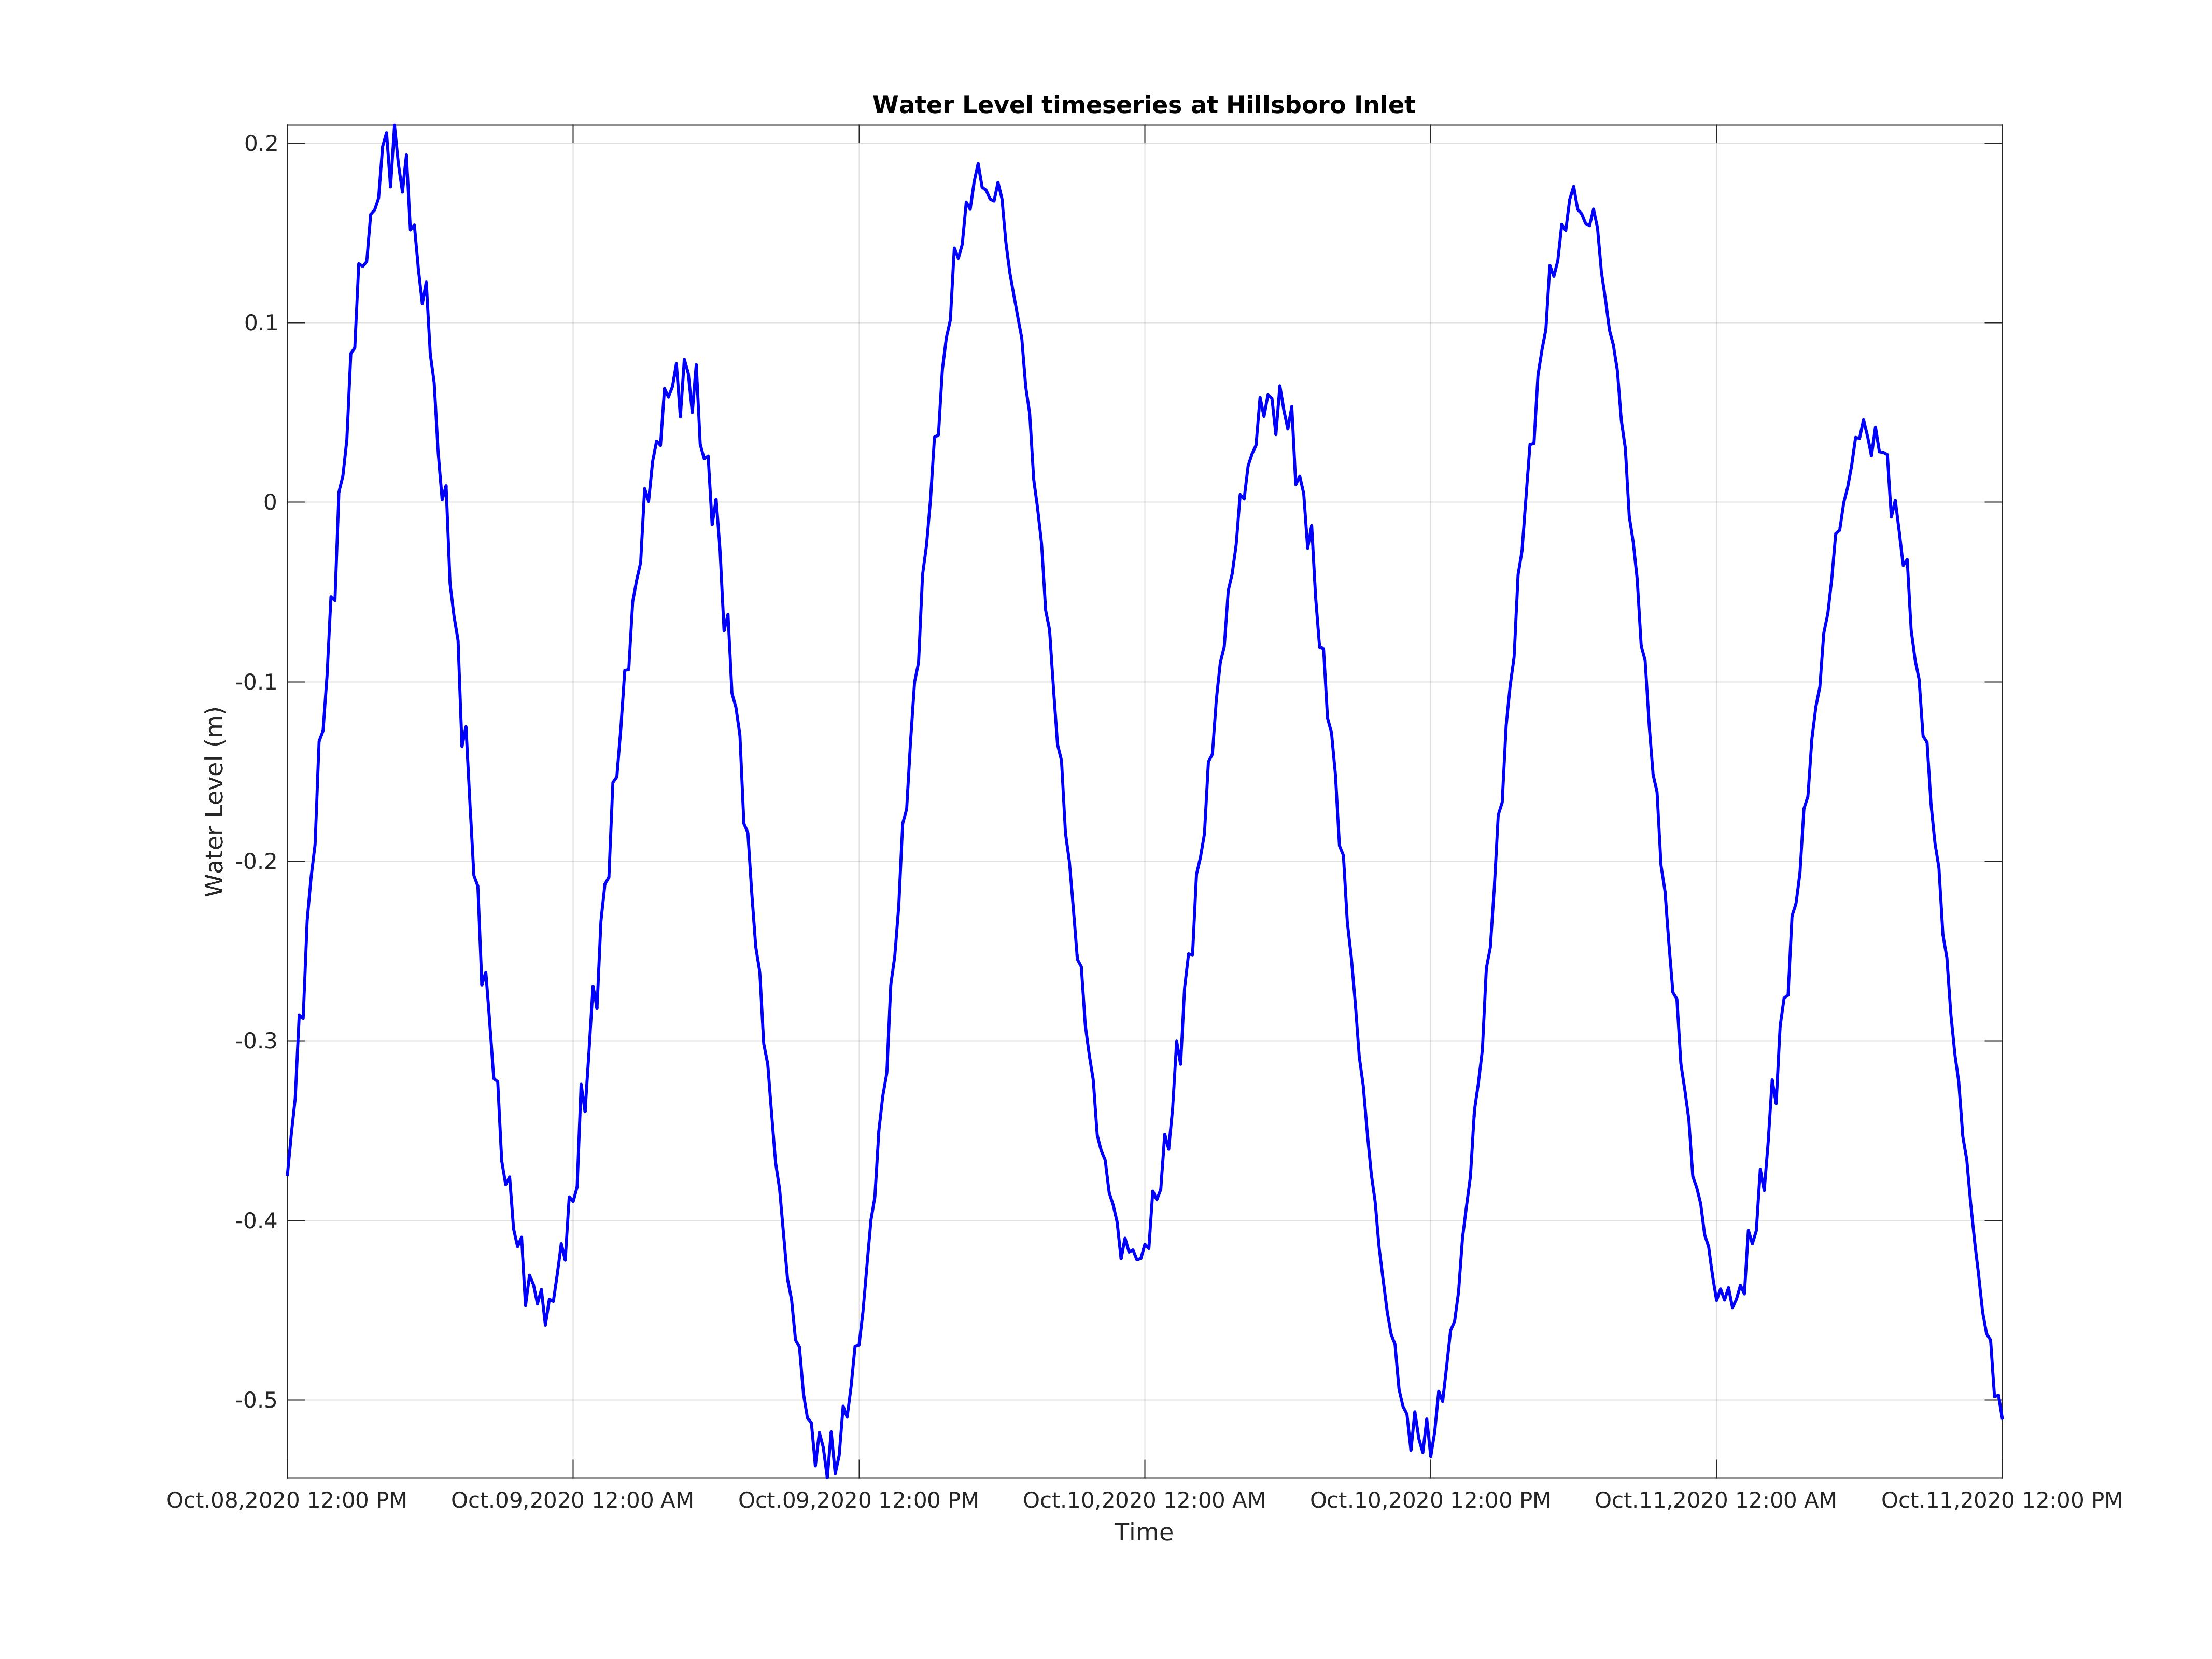 Water Level timeseries at Hillsboro Inlet
0.2
0.1
0
-0.1
-0.2
-0.3
-0.4
-0.5
Water Level (m)
Oct.08,2020 12:00 PM Oct.09,2020 12:00 AM Oct.09,2020 12:00 PM Oct.10,2020 12:00 AM Oct.10,2020 12:00 PM Oct.11,2020 12:00 AM Oct.11,2020 12:00 PM
Time